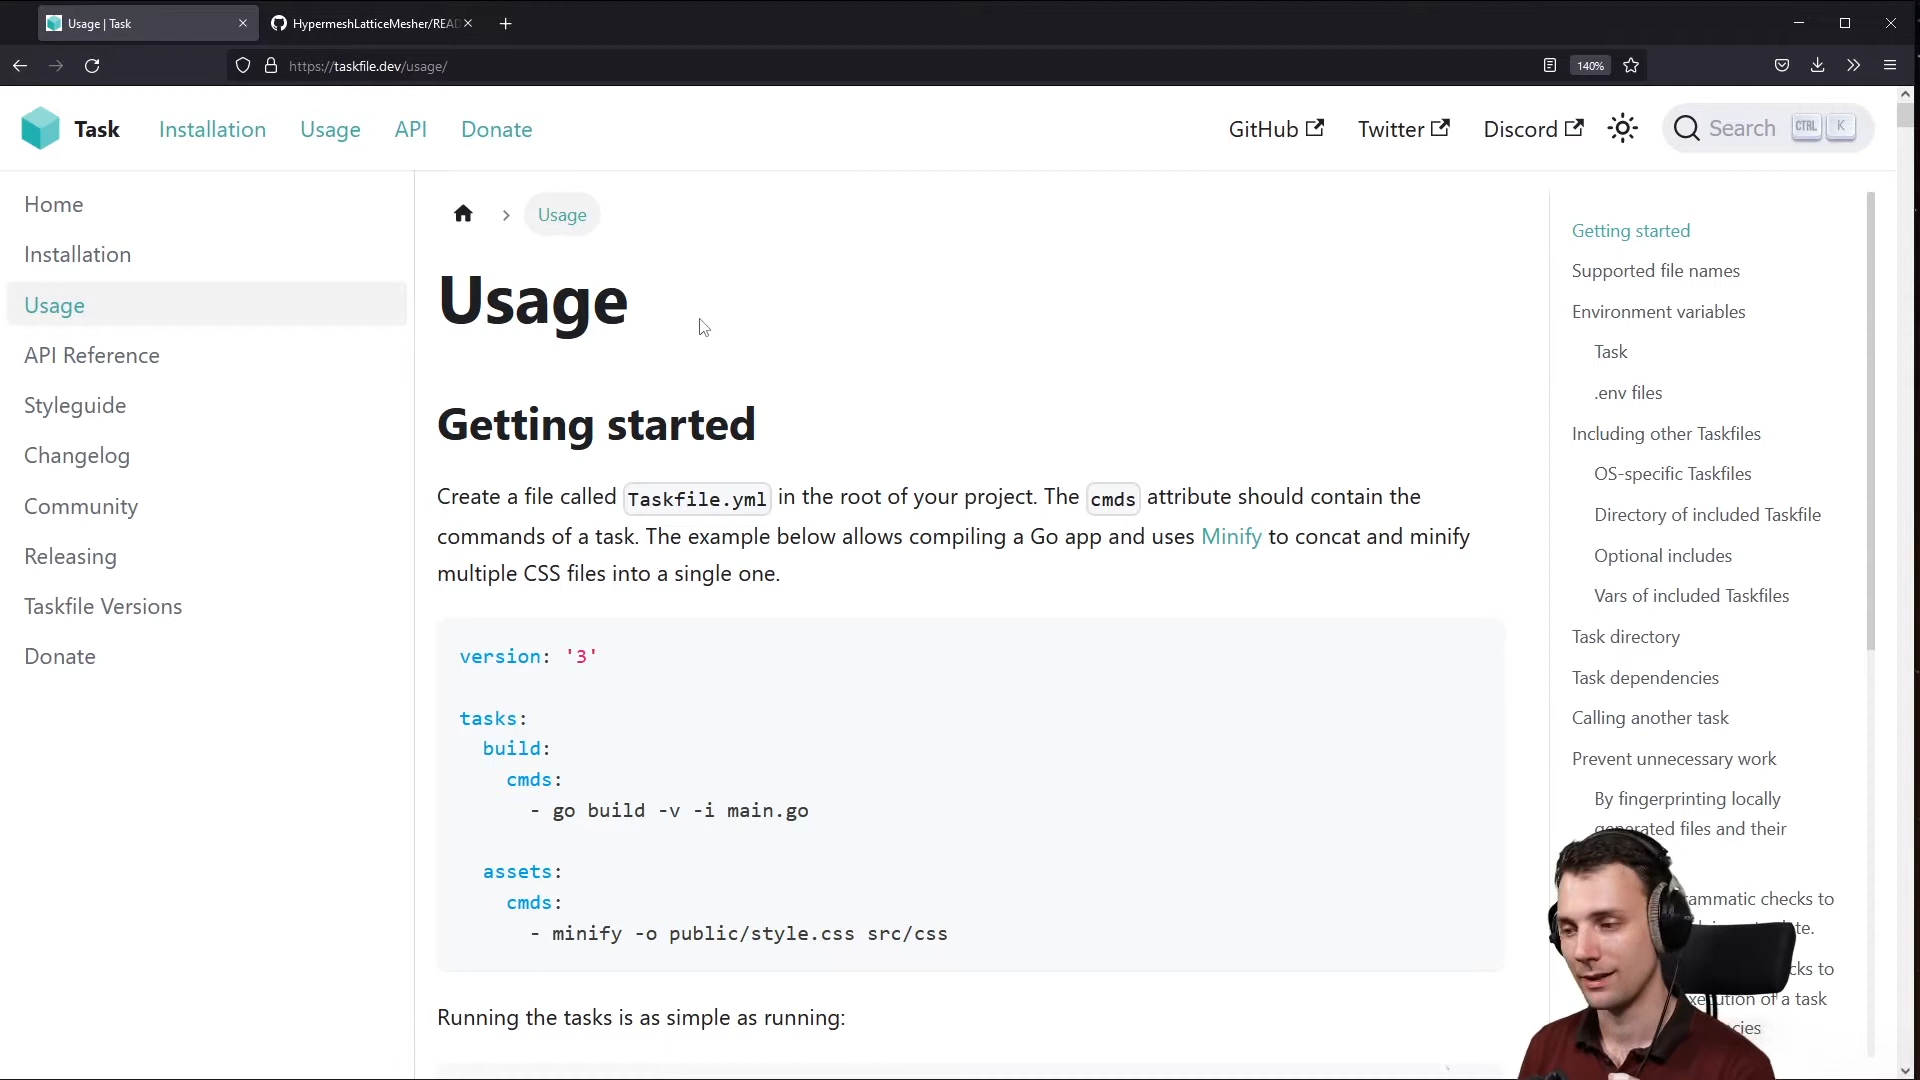 Usage | Task
HypermeshLatticeMesher/READ
https://taskfile.dev/usage/
140%
Task
Installation
Usage
API
Donate
GitHub
Twitter
Discord
Search
CTRL
K
Home
Installation
Usage
API Reference
Styleguide
Changelog
Community
Releasing
Taskfile Versions
Donate
Usage
Usage
Getting started
Create a file called Taskfile.yml in the root of your project. The cmds attribute should contain the
commands of a task. The example below allows compiling a Go app and uses Minify to concat and minify
multiple CSS files into a single one.
version: '3'
tasks:
build:
cmds:
- go build -v -i main.go
assets:
cmds:
- minify -o public/style.css src/css
Running the tasks is as simple as running:
Getting started
Supported file names
Environment variables
Task
.env files
Including other Taskfiles
OS-specific Taskfiles
Directory of included Taskfile
Optional includes
Vars of included Taskfiles
Task directory
Task dependencies
Calling another task
Prevent unnecessary work
By fingerprinting locally
generated files and their
checks to
to
of a task